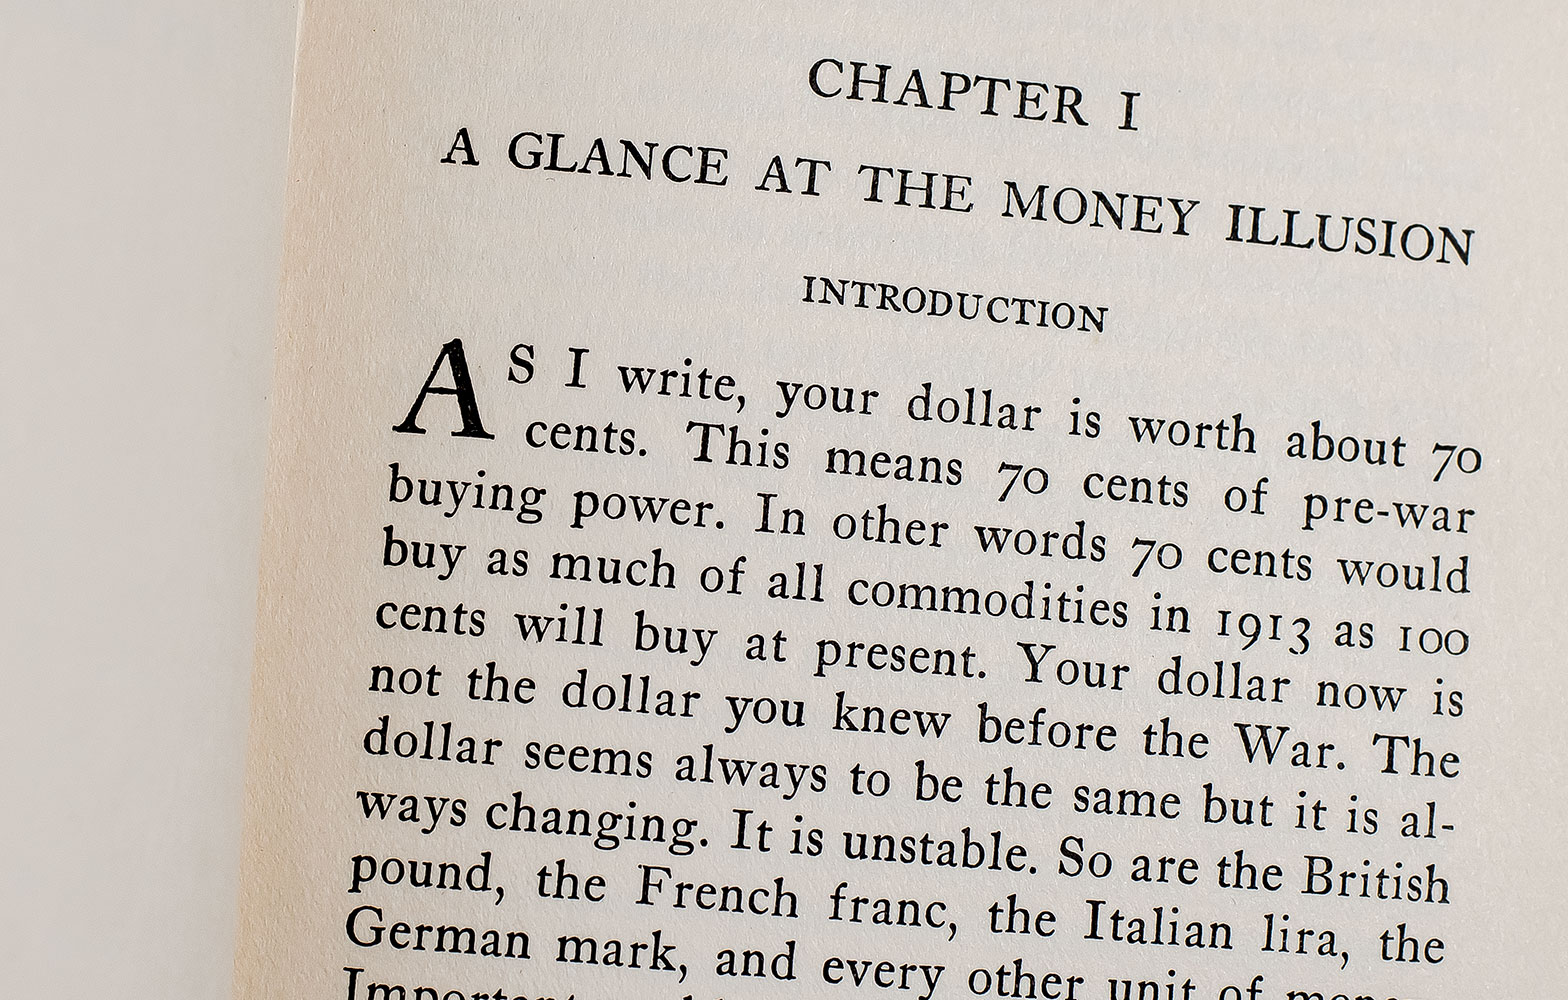 CHAPTER I
A GLANCE AT THE MONEY ILLUSION
INTRODUCTION
AS I write, your dollar is worth about 70
cents. This means 70 cents of pre-war
buying power. In other words 70 cents would
buy as much of all commodities in 1913 as 100
cents will buy at present. Your dollar now is
not the dollar you knew before the War. The
dollar seems always to be the same but it is al-
ways changing. It is unstable. So are the British
pound, the French franc, the Italian lira, the
German mark, and every other unit of